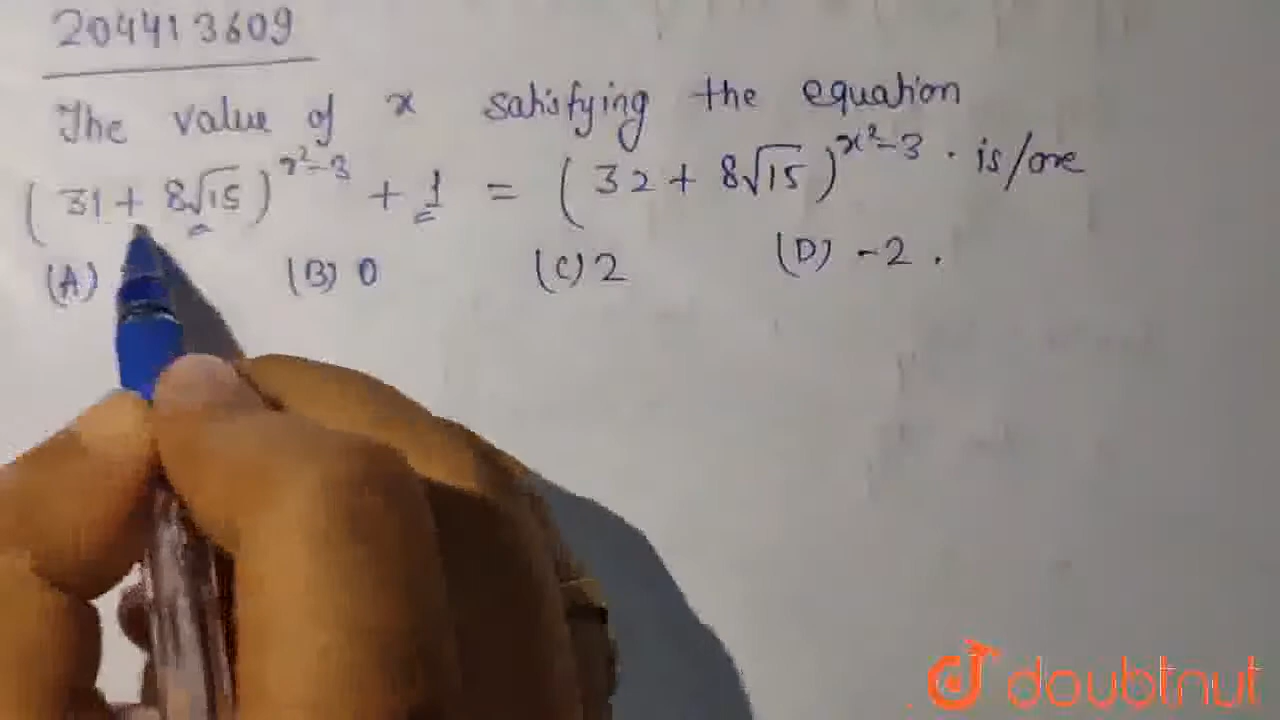 204413609
The value of x satisfying the equation
(31 + 8√15)^{x²-3} + 1 = (32 + 8√15)^{x²-3} . is/are
(A) (B) 0 (C) 2 (D) -2 .
doubtnut